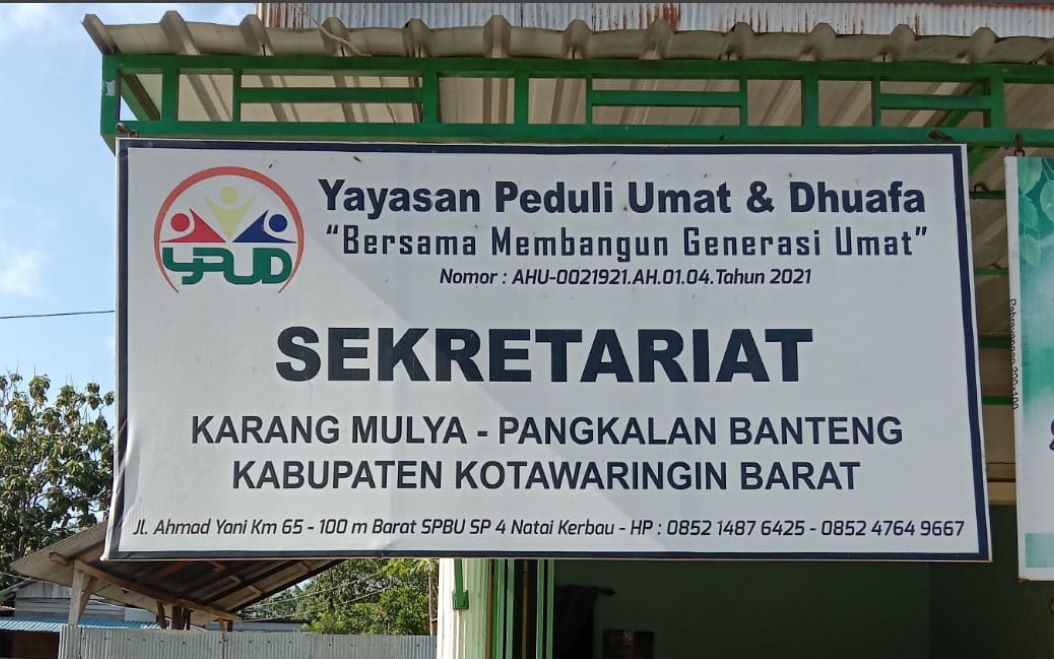 YPUD
Yayasan Peduli Umat & Dhuafa
"Bersama Membangun Generasi Umat"
Nomor : AHU-0021921.AH.01.04.Tahun 2021
SEKRETARIAT
KARANG MULYA - PANGKALAN BANTENG
KABUPATEN KOTAWARINGIN BARAT
Jl. Ahmad Yani Km 65 - 100 m Barat SPBU SP 4 Natai Kerbau - HP : 0852 1487 6425 - 0852 4764 9667